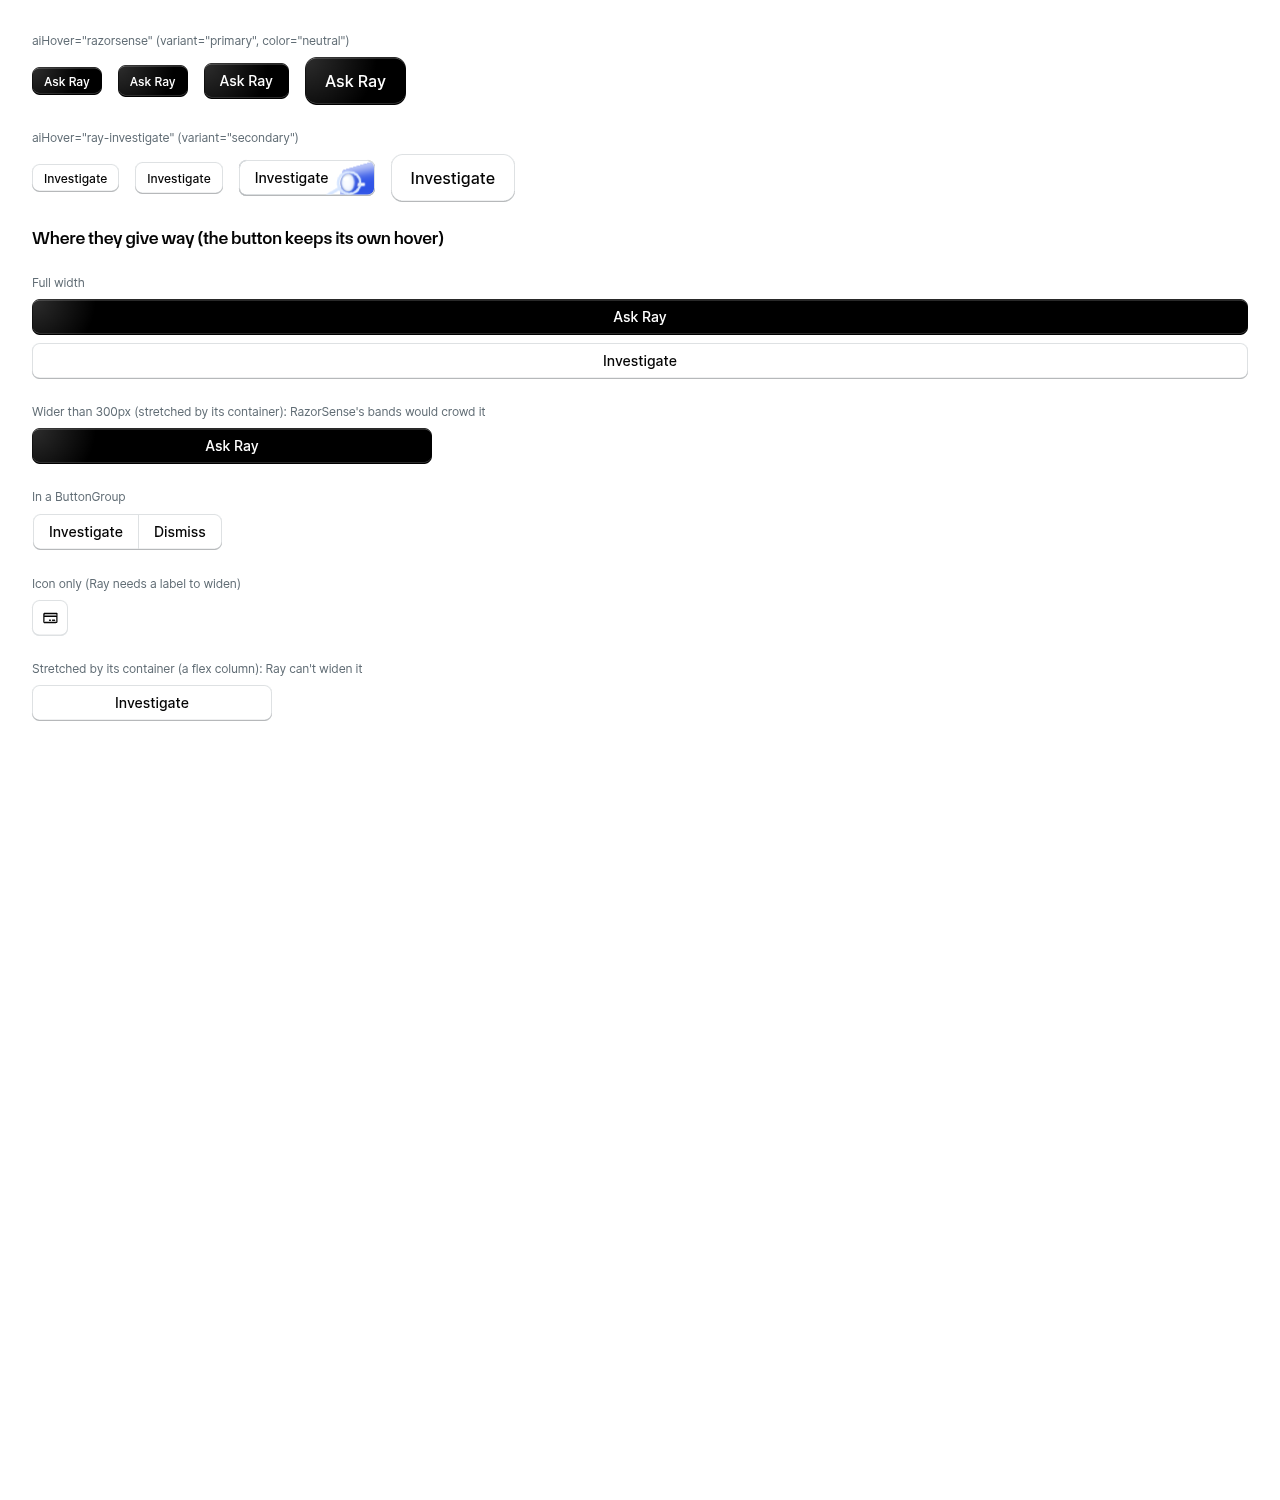 aiHover="razorsense" (variant="primary", color="neutral")
Ask Ray Ask Ray Ask Ray Ask Ray
aiHover="ray-investigate" (variant="secondary")
Investigate Investigate Investigate Investigate
Where they give way (the button keeps its own hover)
Full width
Ask Ray
Investigate
Wider than 300px (stretched by its container): RazorSense's bands would crowd it
Ask Ray
In a ButtonGroup
Investigate Dismiss
Icon only (Ray needs a label to widen)
Stretched by its container (a flex column): Ray can't widen it
Investigate